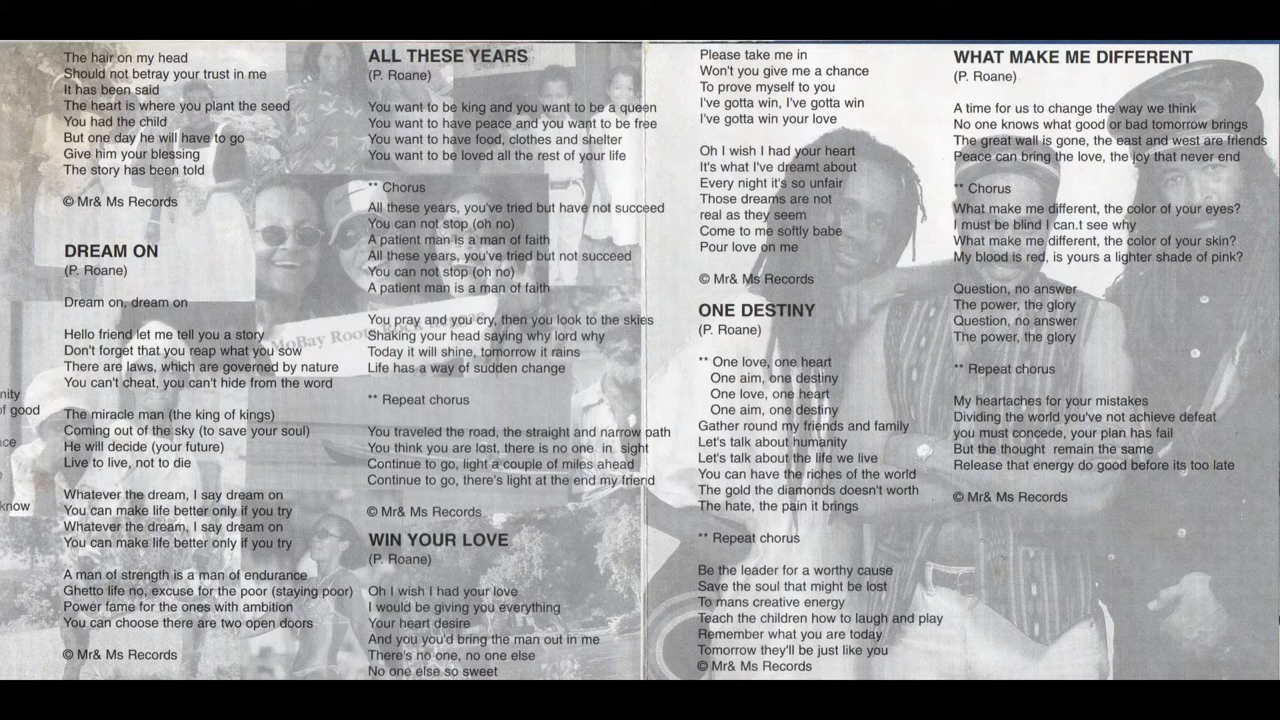 nity
of good
ace
know
The hair on my head
Should not betray your trust in me
It has been said
The heart is where you plant the seed
You had the child
But one day he will have to go
Give him your blessing
The story has been told
© Mr& Ms Records
DREAM ON
(P. Roane)
Dream on, dream on
Hello friend let me tell you a story
Don't forget that you reap what you sow
There are laws, which are governed by nature
You can't cheat, you can't hide from the word
The miracle man (the king of kings)
Coming out of the sky (to save your soul)
He will decide (your future)
Live to live, not to die
Whatever the dream, I say dream on
You can make life better only if you try
Whatever the dream, I say dream on
You can make life better only if you try
A man of strength is a man of endurance
Ghetto life no, excuse for the poor (staying poor)
Power fame for the ones with ambition
You can choose there are two open doors
© Mr& Ms Records
ALL THESE YEARS
(P. Roane)
You want to be king and you want to be a queen
You want to have peace and you want to be free
You want to have food, clothes and shelter
You want to be loved all the rest of your life
** Chorus
All these years, you've tried but have not succeed
You can not stop (oh no)
A patient man is a man of faith
All these years, you've tried but not succeed
You can not stop (oh no)
A patient man is a man of faith
You pray and you cry, then you look to the skies
Shaking your head saying why lord why
Today it will shine, tomorrow it rains
Life has a way of sudden change
** Repeat chorus
You traveled the road, the straight and narrow path
You think you are lost, there is no one in sight
Continue to go, light a couple of miles ahead
Continue to go, there's light at the end my friend
© Mr& Ms Records
WIN YOUR LOVE
(P. Roane)
Oh I wish I had your love
I would be giving you everything
Your heart desire
And you you'd bring the man out in me
There's no one, no one else
No one else so sweet
MoBay Roots Rock
Please take me in
Won't you give me a chance
To prove myself to you
I've gotta win, I've gotta win
I've gotta win your love
Oh I wish I had your heart
It's what I've dreamt about
Every night it's so unfair
Those dreams are not
real as they seem
Come to me softly babe
Pour love on me
© Mr& Ms Records
ONE DESTINY
(P. Roane)
** One love, one heart
One aim, one destiny
One love, one heart
One aim, one destiny
Gather round my friends and family
Let's talk about humanity
Let's talk about the life we live
You can have the riches of the world
The gold the diamonds doesn't worth
The hate, the pain it brings
** Repeat chorus
Be the leader for a worthy cause
Save the soul that might be lost
To mans creative energy
Teach the children how to laugh and play
Remember what you are today
Tomorrow they'll be just like you
© Mr& Ms Records
WHAT MAKE ME DIFFERENT
(P. Roane)
A time for us to change the way we think
No one knows what good or bad tomorrow brings
The great wall is gone, the east and west are friends
Peace can bring the love, the joy that never end
** Chorus
What make me different, the color of your eyes?
I must be blind I can.t see why
What make me different, the color of your skin?
My blood is red, is yours a lighter shade of pink?
Question, no answer
The power, the glory
Question, no answer
The power, the glory
** Repeat chorus
My heartaches for your mistakes
Dividing the world you've not achieve defeat
you must concede, your plan has fail
But the thought remain the same
Release that energy do good before its too late
© Mr& Ms Records